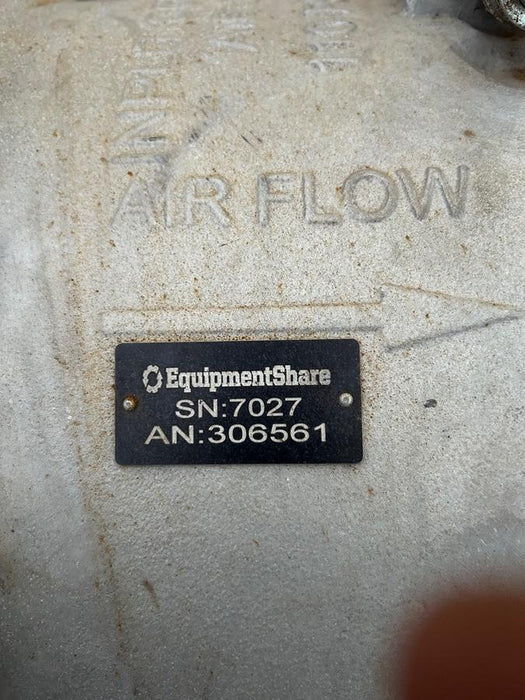 AIR FLOW
EquipmentShare
SN:7027
AN:306561